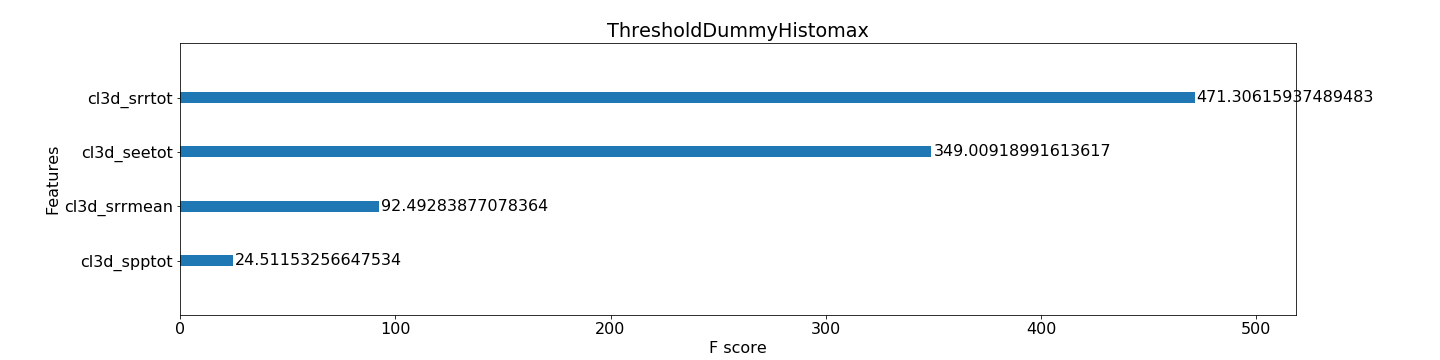 ThresholdDummyHistomax
cl3d_srrtot 471.30615937489483
cl3d_seetot 349.00918991613617
cl3d_srrmean 92.49283877078364
cl3d_spptot 24.51153256647534
Features
0 100 200 300 400 500
F score